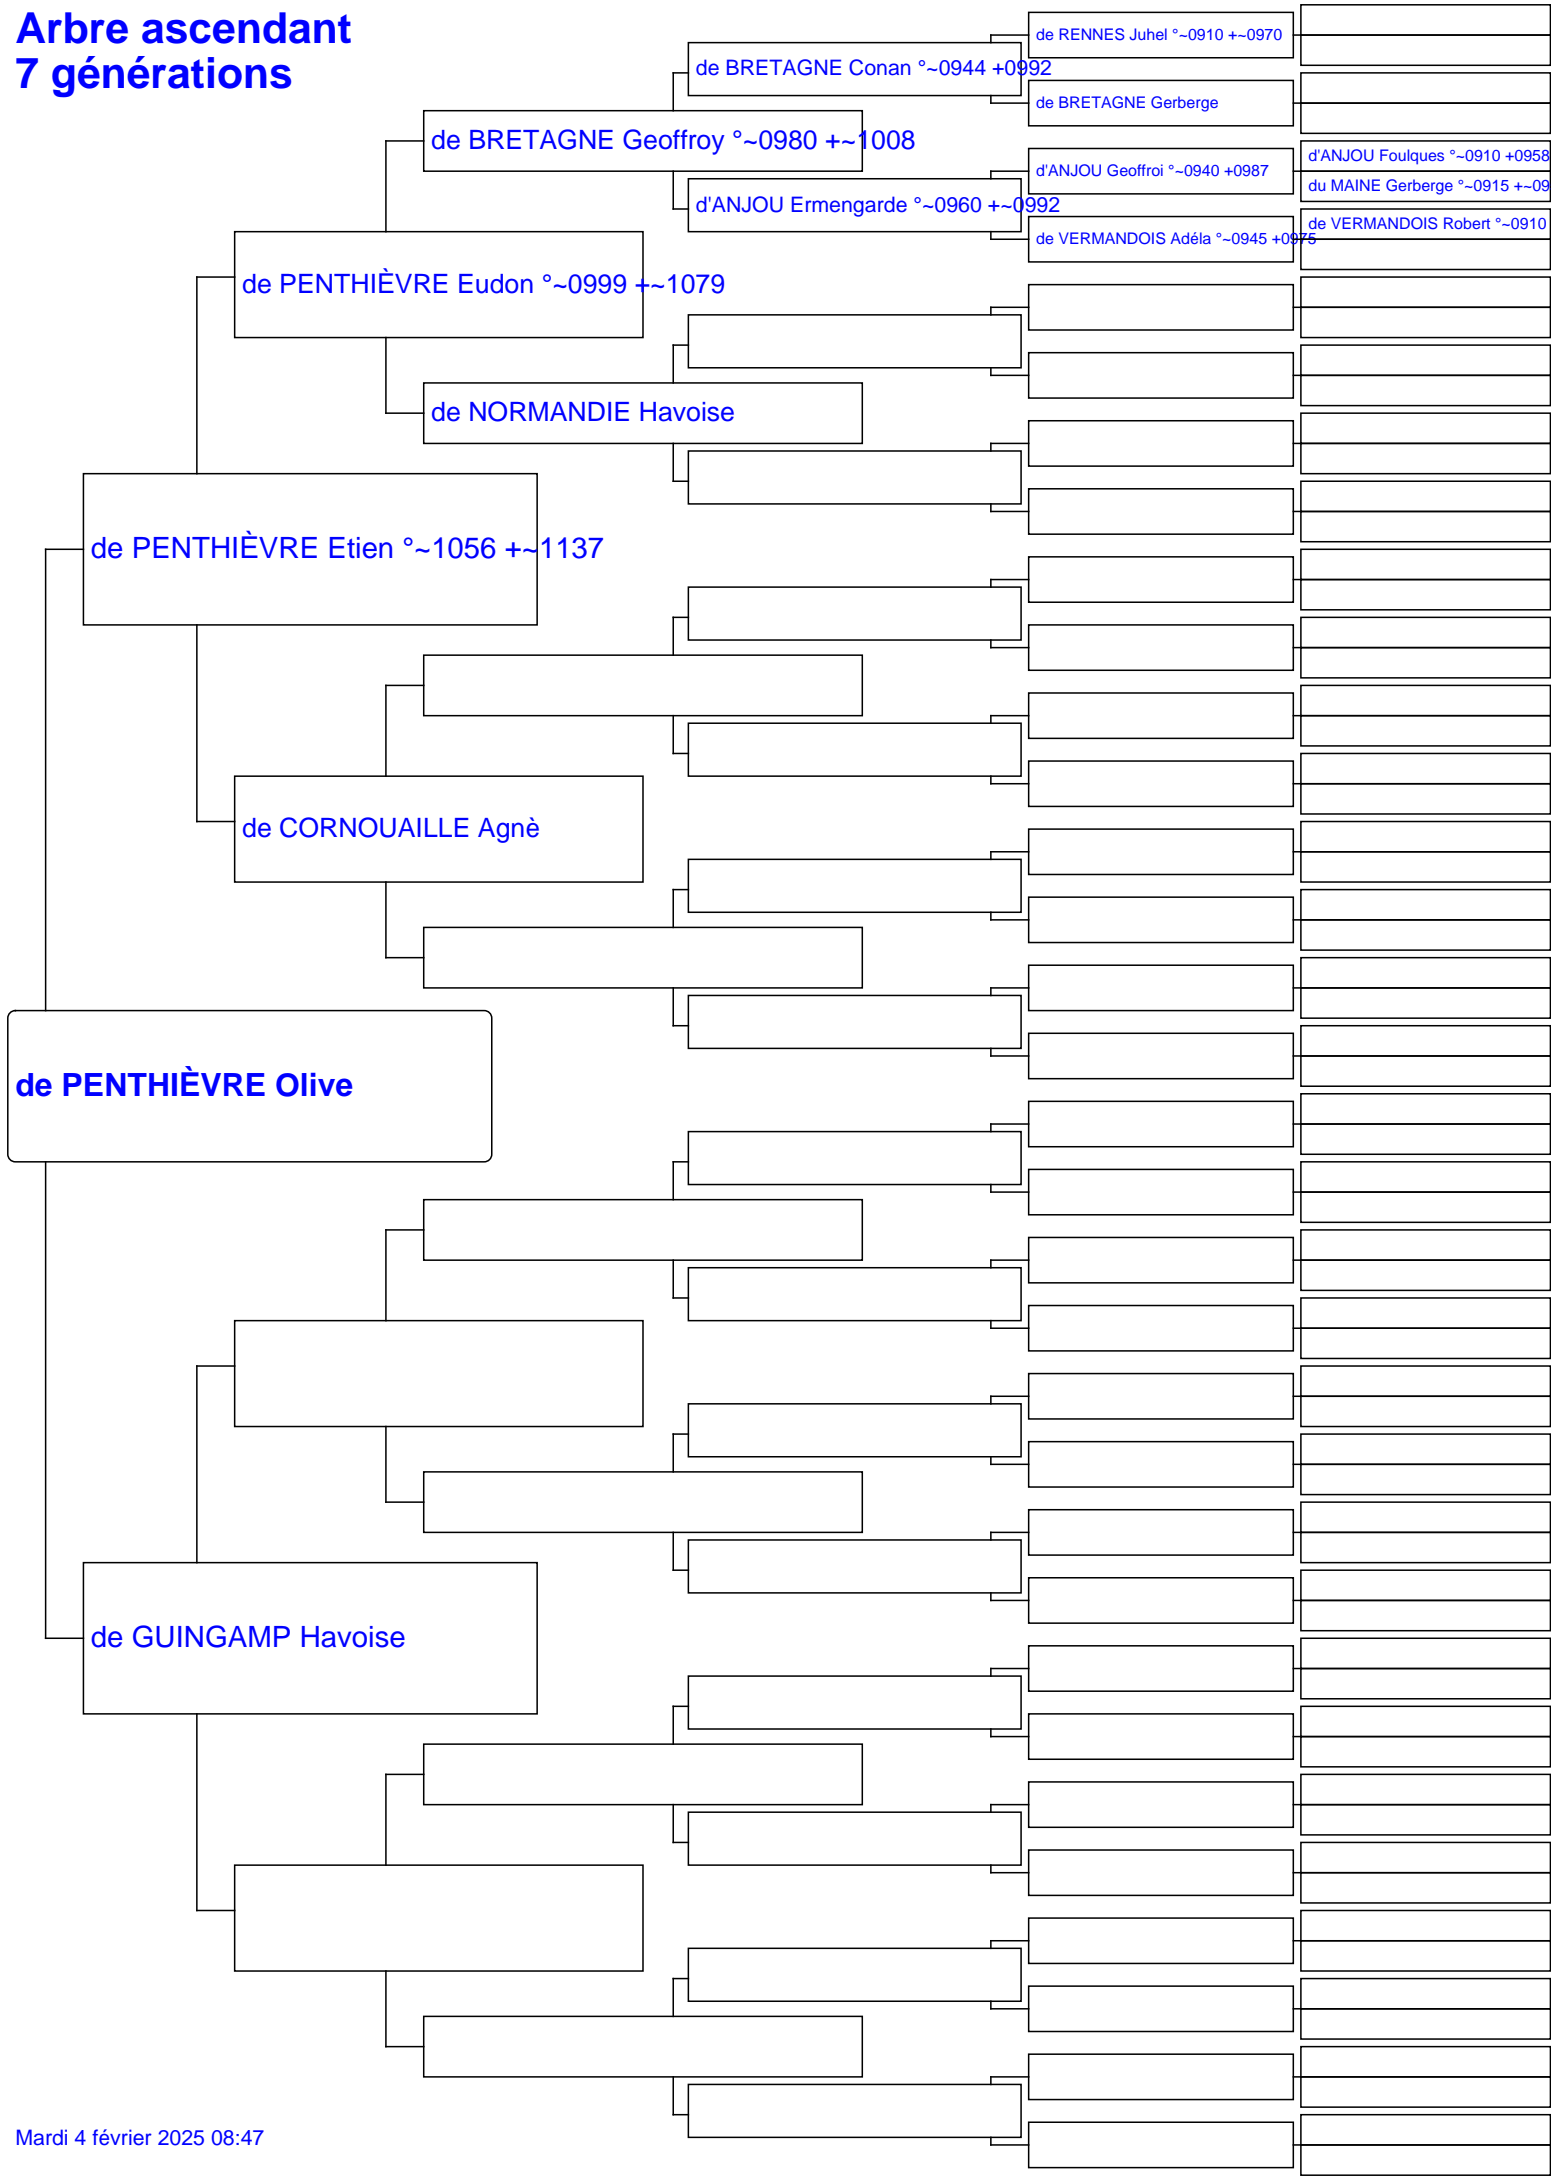 Arbre ascendant
7 générations
de RENNES Juhel °~0910 +~0970
de BRETAGNE Conan °~0944 +0992
de BRETAGNE Gerberge
de BRETAGNE Geoffroy °~0980 +~1008
d'ANJOU Foulques °~0910 +0958
d'ANJOU Geoffroi °~0940 +0987
du MAINE Gerberge °~0915 +~09
d'ANJOU Ermengarde °~0960 +~0992
de VERMANDOIS Robert °~0910
de VERMANDOIS Adéla °~0945 +0975
de PENTHIÈVRE Eudon °~0999 +~1079
de NORMANDIE Havoise
de PENTHIÈVRE Etien °~1056 +~1137
de CORNOUAILLE Agnè
de PENTHIÈVRE Olive
de GUINGAMP Havoise
Mardi 4 février 2025 08:47